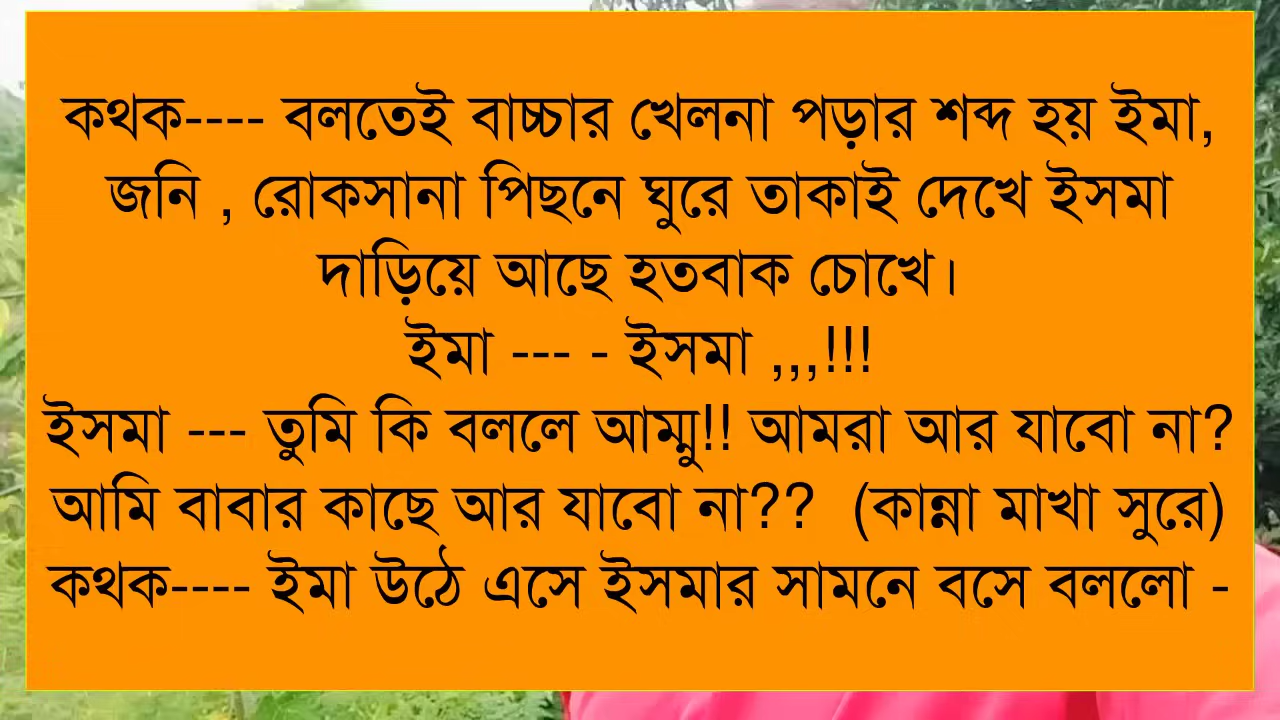 কথক---- বলতেই বাচ্চার খেলনা পড়ার শব্দ হয় ইমা,
জনি , রোকসানা পিছনে ঘুরে তাকাই দেখে ইসমা
দাড়িয়ে আছে হতবাক চোখে।
ইমা --- - ইসমা ,,,!!!
ইসমা --- তুমি কি বললে আম্মু!! আমরা আর যাবো না?
আমি বাবার কাছে আর যাবো না?? (কান্না মাখা সুরে)
কথক---- ইমা উঠে এসে ইসমার সামনে বসে বললো -